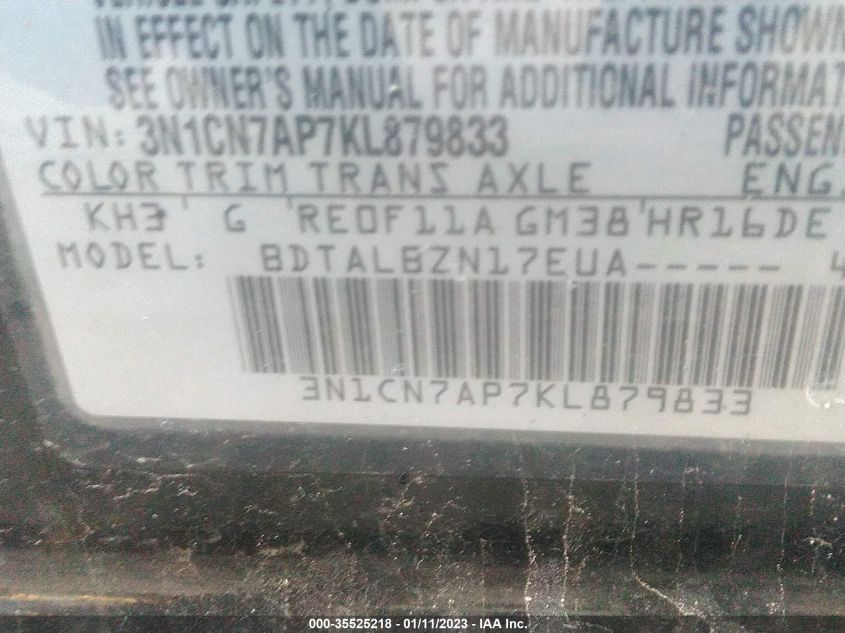 IN EFFECT ON THE DATE OF MANUFACTURE SHOWN
SEE OWNER'S MANUAL FOR ADDITIONAL INFORMAT
VIN: 3N1CN7AP7KL879833 PASSEN
COLOR TRIM TRANS AXLE ENG.
KH3 G RE0F11A GM38 HR16DE
MODEL: BDTALBZN17EUA----- 4
3N1CN7AP7KL879833
000-35525218 - 01/11/2023 - IAA Inc.